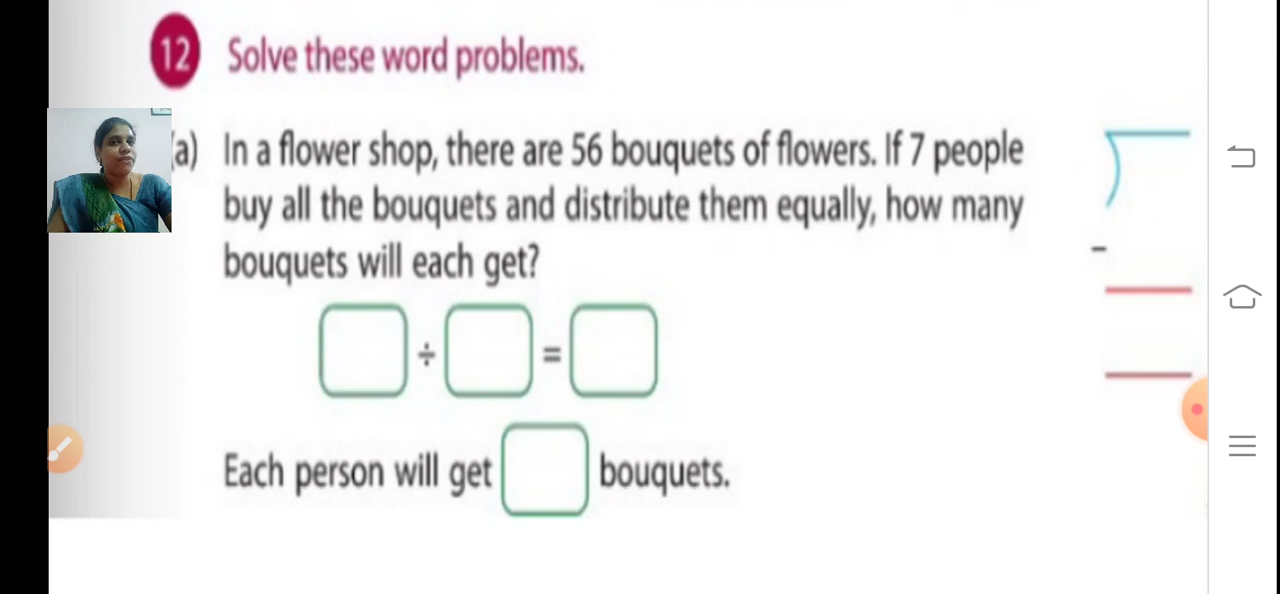 12 Solve these word problems.
(a) In a flower shop, there are 56 bouquets of flowers. If 7 people
buy all the bouquets and distribute them equally, how many
bouquets will each get?
÷ =
Each person will get bouquets.